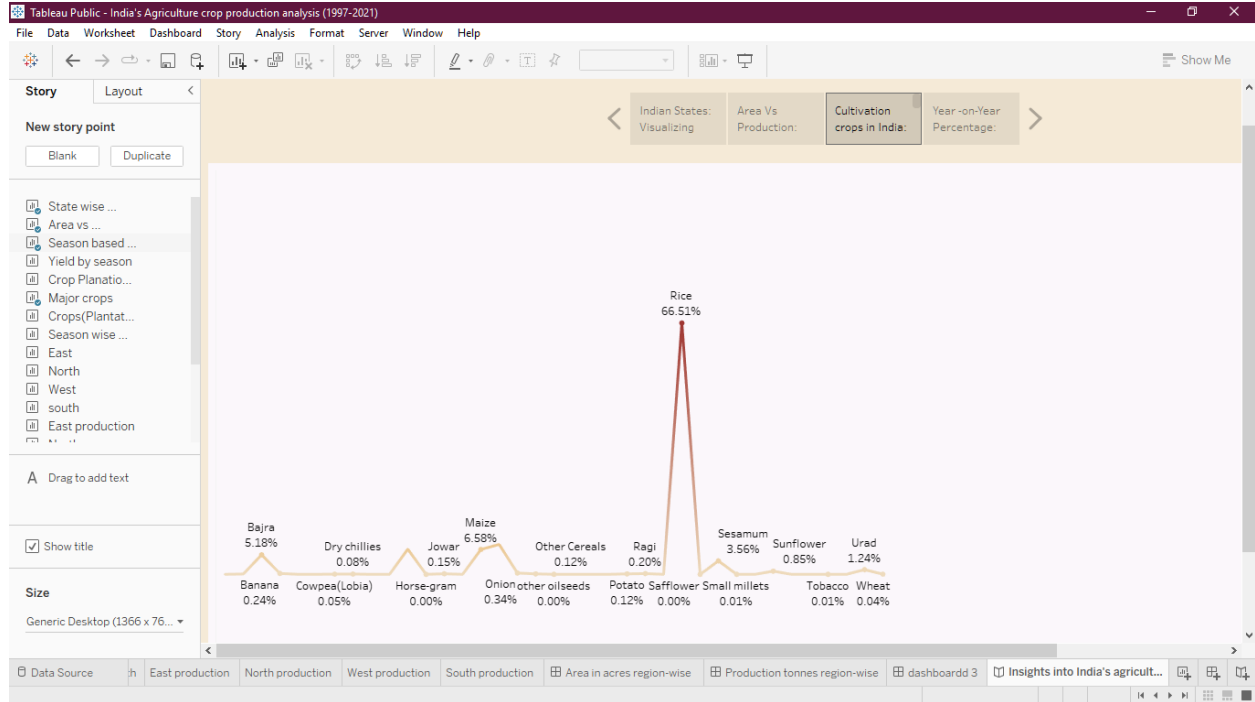 Tableau Public - India's Agriculture crop production analysis (1997-2021)
File Data Worksheet Dashboard Story Analysis Format Server Window Help
Show Me
Story Layout
New story point
Blank Duplicate
State wise ...
Area vs ...
Season based ...
Yield by season
Crop Planatio...
Major crops
Crops(Plantat...
Season wise ...
East
North
West
south
East production
A Drag to add text
Show title
Size
Generic Desktop (1366 x 76...
Indian States:
Visualizing
Area Vs
Production:
Cultivation
crops in India:
Year -on-Year
Percentage:
Rice
66.51%
Bajra
5.18%
Dry chillies
0.08%
Jowar
0.15%
Maize
6.58%
Other Cereals
0.12%
Ragi
0.20%
Sesamum
3.56%
Sunflower
0.85%
Urad
1.24%
Banana
0.24%
Cowpea(Lobia)
0.05%
Horse-gram
0.00%
Onion
0.34%
other oilseeds
0.00%
Potato
0.12%
Safflower
0.00%
Small millets
0.01%
Tobacco
0.01%
Wheat
0.04%
Data Source East production North production West production South production Area in acres region-wise Production tonnes region-wise dashboardd 3 Insights into India's agricult...